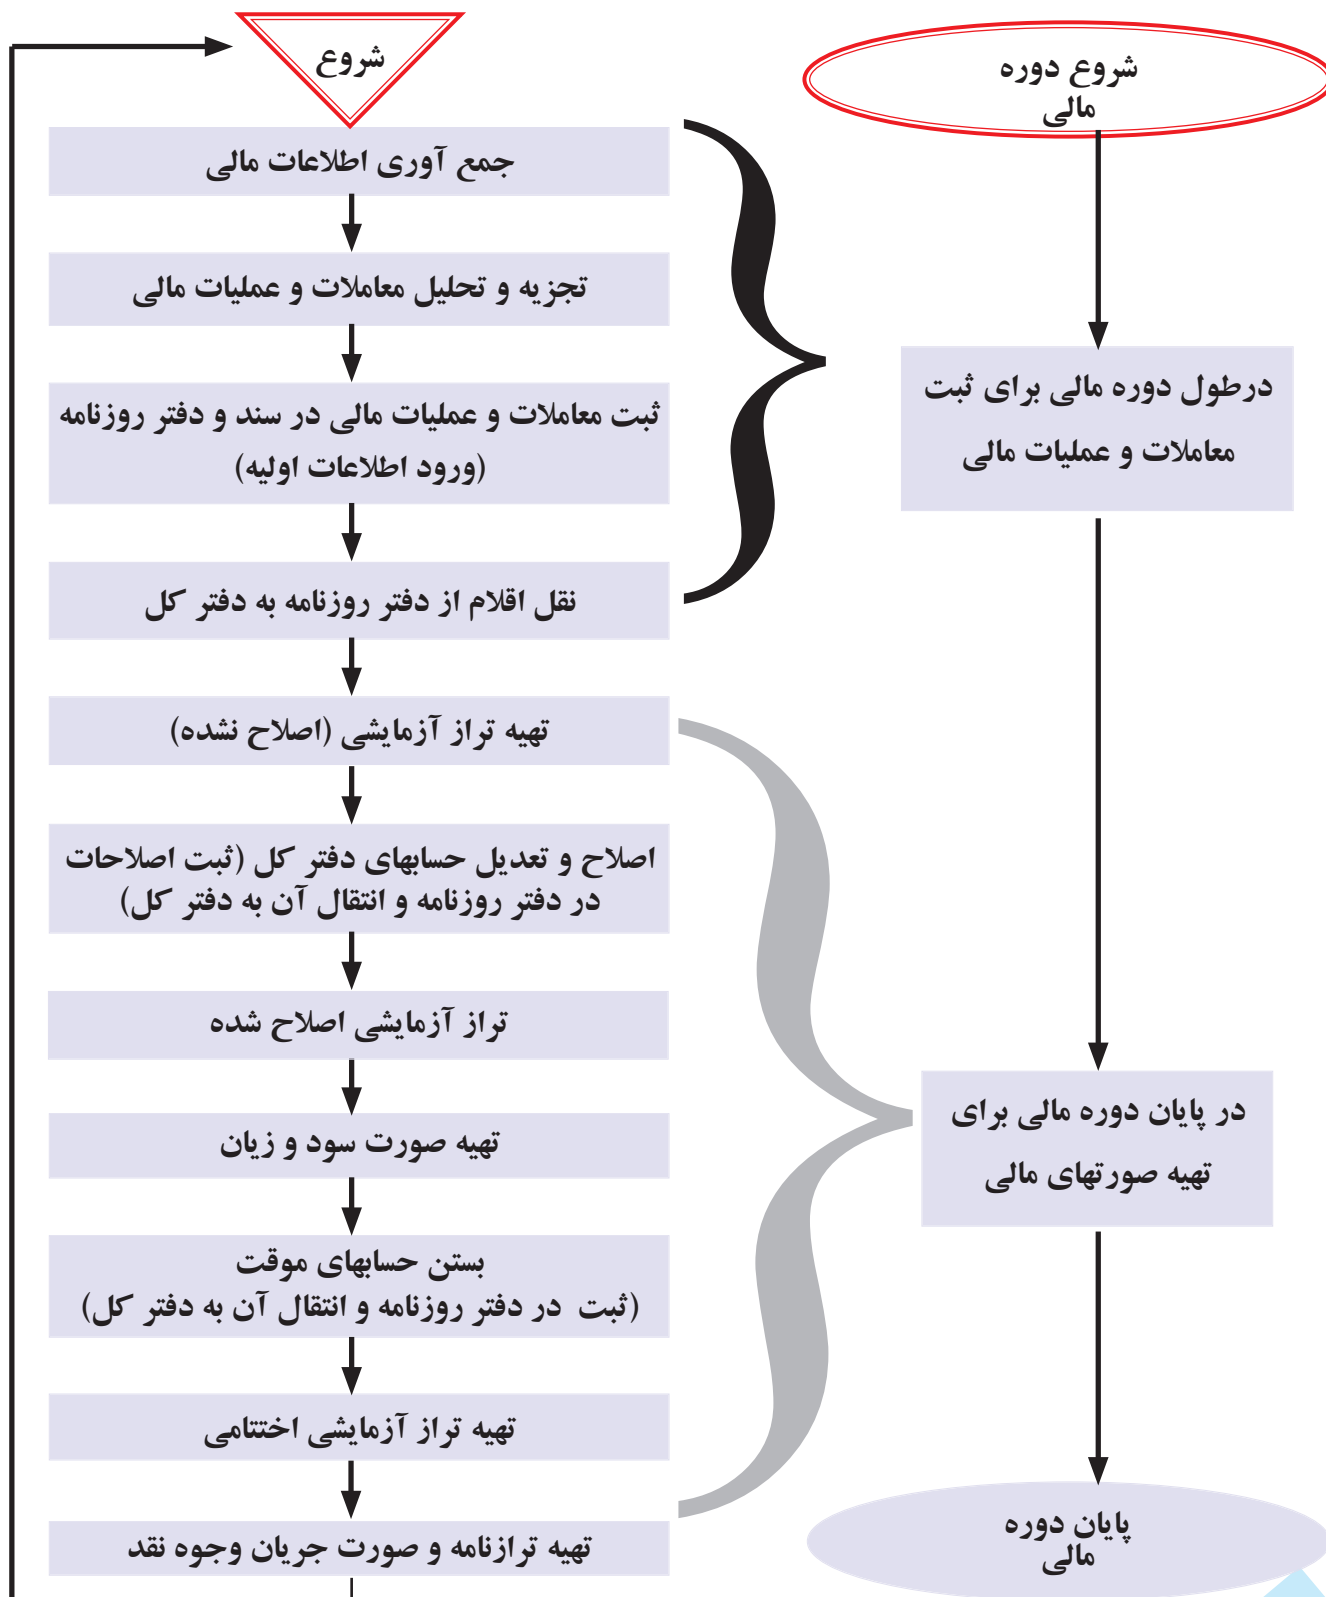 شروع
جمع آوری اطلاعات مالی
تجزیه و تحلیل معاملات و عملیات مالی
ثبت معاملات و عملیات مالی در سند و دفتر روزنامه
(ورود اطلاعات اولیه)
نقل اقلام از دفتر روزنامه به دفتر کل
تهیه تراز آزمایشی (اصلاح نشده)
اصلاح و تعدیل حسابهای دفتر کل (ثبت اصلاحات
در دفتر روزنامه و انتقال آن به دفتر کل)
تراز آزمایشی اصلاح شده
تهیه صورت سود و زیان
بستن حسابهای موقت
(ثبت در دفتر روزنامه و انتقال آن به دفتر کل)
تهیه تراز آزمایشی اختتامی
تهیه ترازنامه و صورت جریان وجوه نقد
شروع دوره
مالی
درطول دوره مالی برای ثبت
معاملات و عملیات مالی
در پایان دوره مالی برای
تهیه صورتهای مالی
پایان دوره
مالی